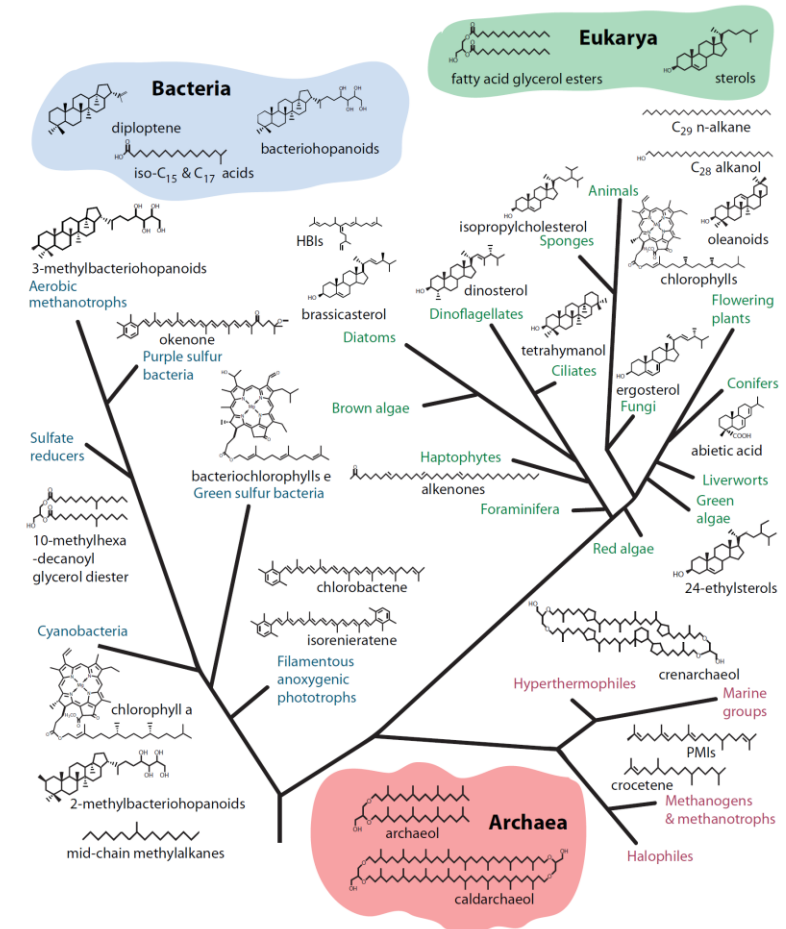 Eukarya
fatty acid glycerol esters
sterols
Bacteria
diploptene
bacteriohopanoids
iso-C15 & C17 acids
C29 n-alkane
C28 alkanol
3-methylbacteriohopanoids
Aerobic
methanotrophs
okenone
Purple sulfur
bacteria
HBIs
brassicasterol
Diatoms
isopropylcholesterol
Sponges
Animals
oleanoids
chlorophylls
dinosterol
Dinoflagellates
tetrahymanol
Ciliates
Flowering
plants
ergosterol
Fungi
Conifers
abietic acid
Brown algae
Sulfate
reducers
bacteriochlorophylls e
Green sulfur bacteria
Haptophytes
alkenones
Foraminifera
Liverworts
Green
algae
Red algae
24-ethylsterols
10-methylhexa
-decanoyl
glycerol diester
chlorobactene
isorenieratene
Cyanobacteria
chlorophyll a
Filamentous
anoxygenic
phototrophs
crenarchaeol
Hyperthermophiles
Marine
groups
PMIs
crocetene
Methanogens
& methanotrophs
Halophiles
2-methylbacteriohopanoids
mid-chain methylalkanes
Archaea
archaeol
caldarchaeol